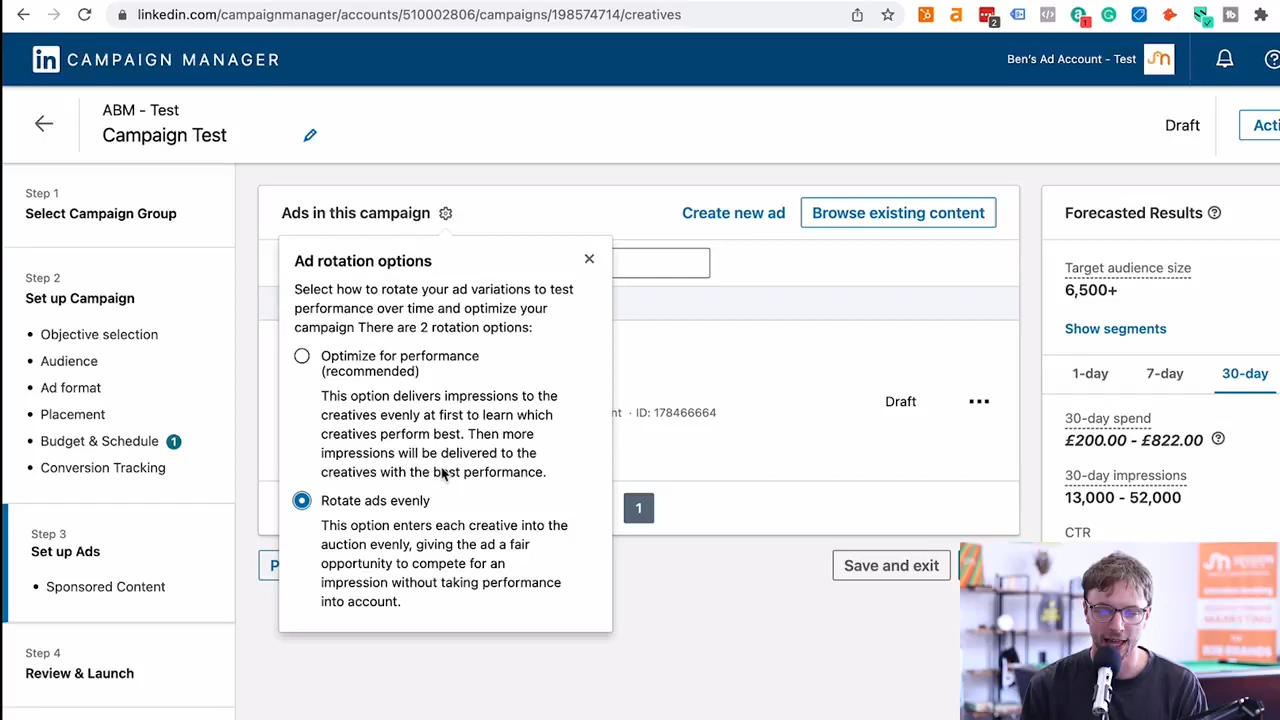 linkedin.com/campaignmanager/accounts/510002806/campaigns/198574714/creatives
2
1
in CAMPAIGN MANAGER
Ben's Ad Account - Test
ABM - Test
Campaign Test
Draft
Acti
Step 1
Select Campaign Group
Step 2
Set up Campaign
• Objective selection
• Audience
• Ad format
• Placement
• Budget & Schedule 1
• Conversion Tracking
Step 3
Set up Ads
• Sponsored Content
Step 4
Review & Launch
Ads in this campaign
Create new ad
Browse existing content
Ad rotation options
Select how to rotate your ad variations to test
performance over time and optimize your
campaign There are 2 rotation options:
Optimize for performance
(recommended)
This option delivers impressions to the
creatives evenly at first to learn which
creatives perform best. Then more
impressions will be delivered to the
creatives with the best performance.
Rotate ads evenly
This option enters each creative into the
auction evenly, giving the ad a fair
opportunity to compete for an
impression without taking performance
into account.
nt · ID: 178466664
Draft
1
P
Save and exit
Forecasted Results
Target audience size
6,500+
Show segments
1-day 7-day 30-day
30-day spend
£200.00 - £822.00
30-day impressions
13,000 - 52,000
CTR
MARKETING
B2B BRANDS